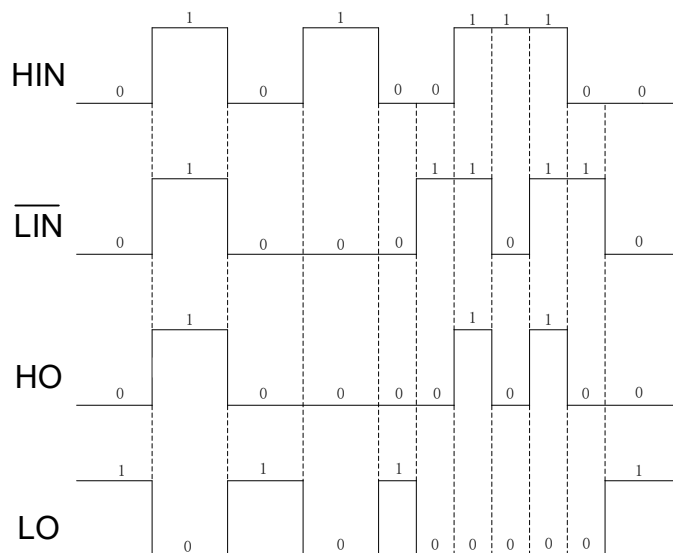 1 1 1 1 1
HIN 0 0 0 0 0 0
1 1 1 1 1
L̅I̅N̅ 0 0 0 0 0 0
1 1 1
HO 0 0 0 0 0 0 0 0
1 1 1 1
LO 0 0 0 0 0 0 0